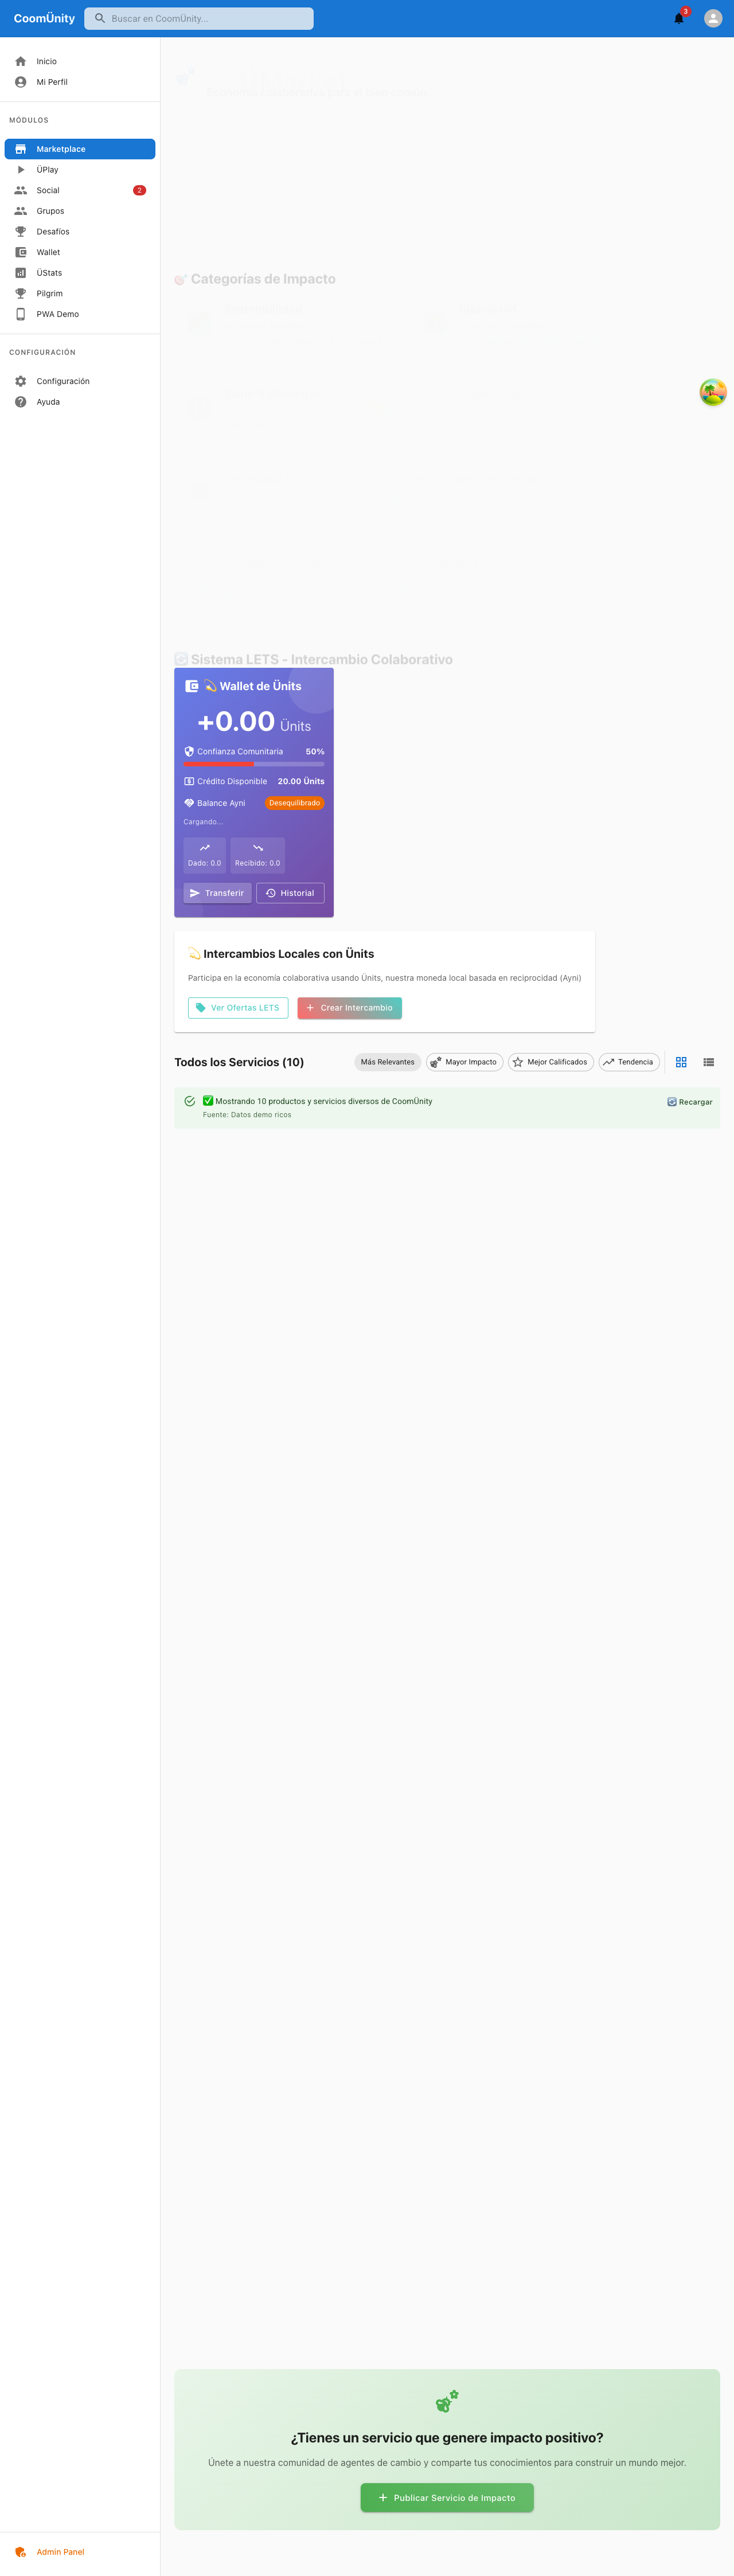 CoomÜnity
Buscar en CoomÜnity...
3
Inicio
Mi Perfil
MÓDULOS
Marketplace
ÜPlay
Social
2
Grupos
Desafíos
Wallet
ÜStats
Pilgrim
PWA Demo
CONFIGURACIÓN
Configuración
Ayuda
Admin Panel
Economía colaborativa para el bien común
Categorías de Impacto
Sistema LETS - Intercambio Colaborativo
Wallet de Ünits
+0.00 Ünits
Confianza Comunitaria 50%
Crédito Disponible 20.00 Ünits
Balance Ayni Desequilibrado
Cargando...
Dado: 0.0 Recibido: 0.0
Transferir Historial
Intercambios Locales con Ünits
Participa en la economía colaborativa usando Ünits, nuestra moneda local basada en reciprocidad (Ayni)
Ver Ofertas LETS Crear Intercambio
Todos los Servicios (10) Más Relevantes Mayor Impacto Mejor Calificados Tendencia
Mostrando 10 productos y servicios diversos de CoomÜnity
Recargar
Fuente: Datos demo ricos
¿Tienes un servicio que genere impacto positivo?
Únete a nuestra comunidad de agentes de cambio y comparte tus conocimientos para construir un mundo mejor.
Publicar Servicio de Impacto